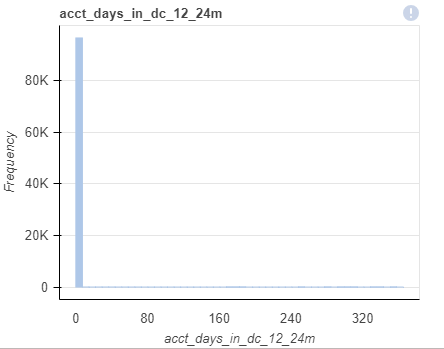 acct_days_in_dc_12_24m
!
80K
60K
40K
20K
0
Frequency
0 80 160 240 320
acct_days_in_dc_12_24m